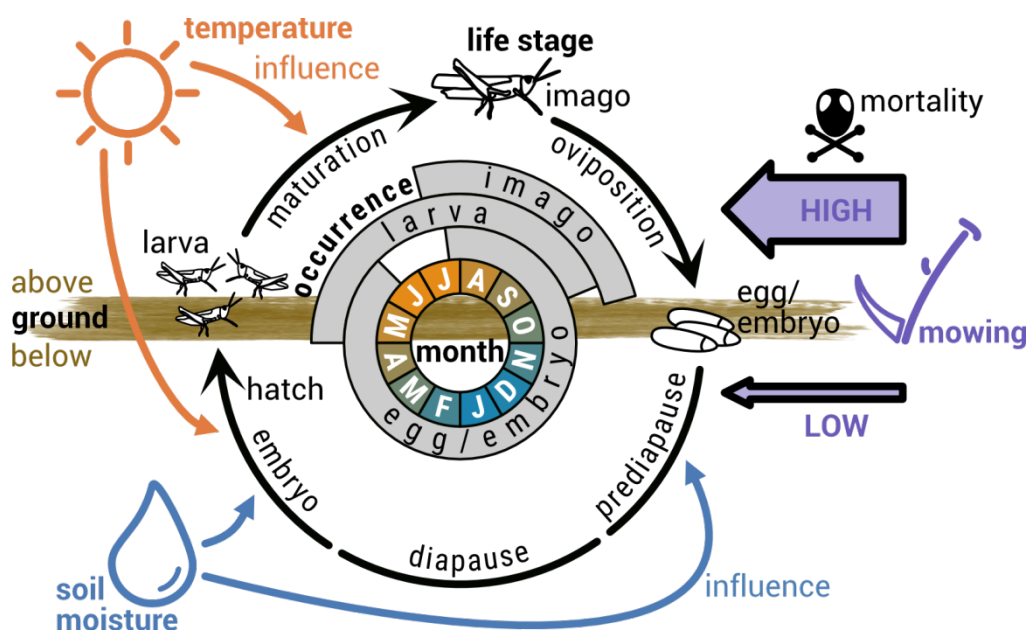 temperature
influence
life stage
imago
mortality
maturation
oviposition
occurrence
imago
larva
HIGH
larva
above
ground
below
egg/
embryo
mowing
J
J
A
S
O
N
D
J
F
M
A
M
month
egg/embryo
hatch
LOW
embryo
prediapause
diapause
soil
moisture
influence